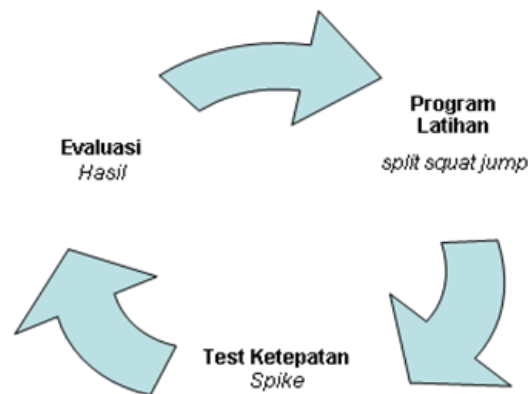 Program
Latihan
split squat jump
Evaluasi
Hasil
Test Ketepatan
Spike